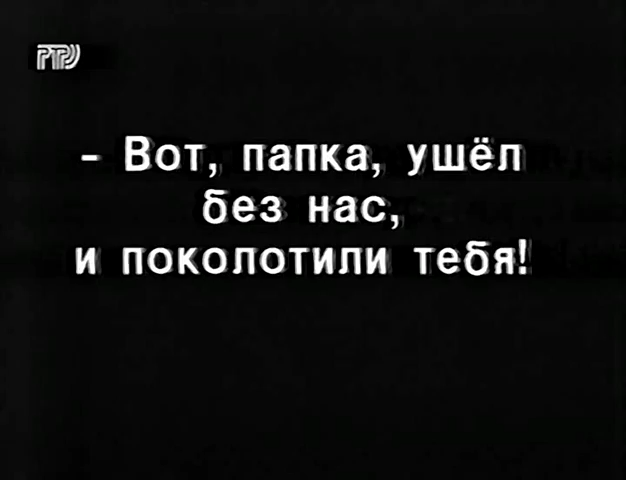 РТР
- Вот, папка, ушёл
без нас,
и поколотили тебя!